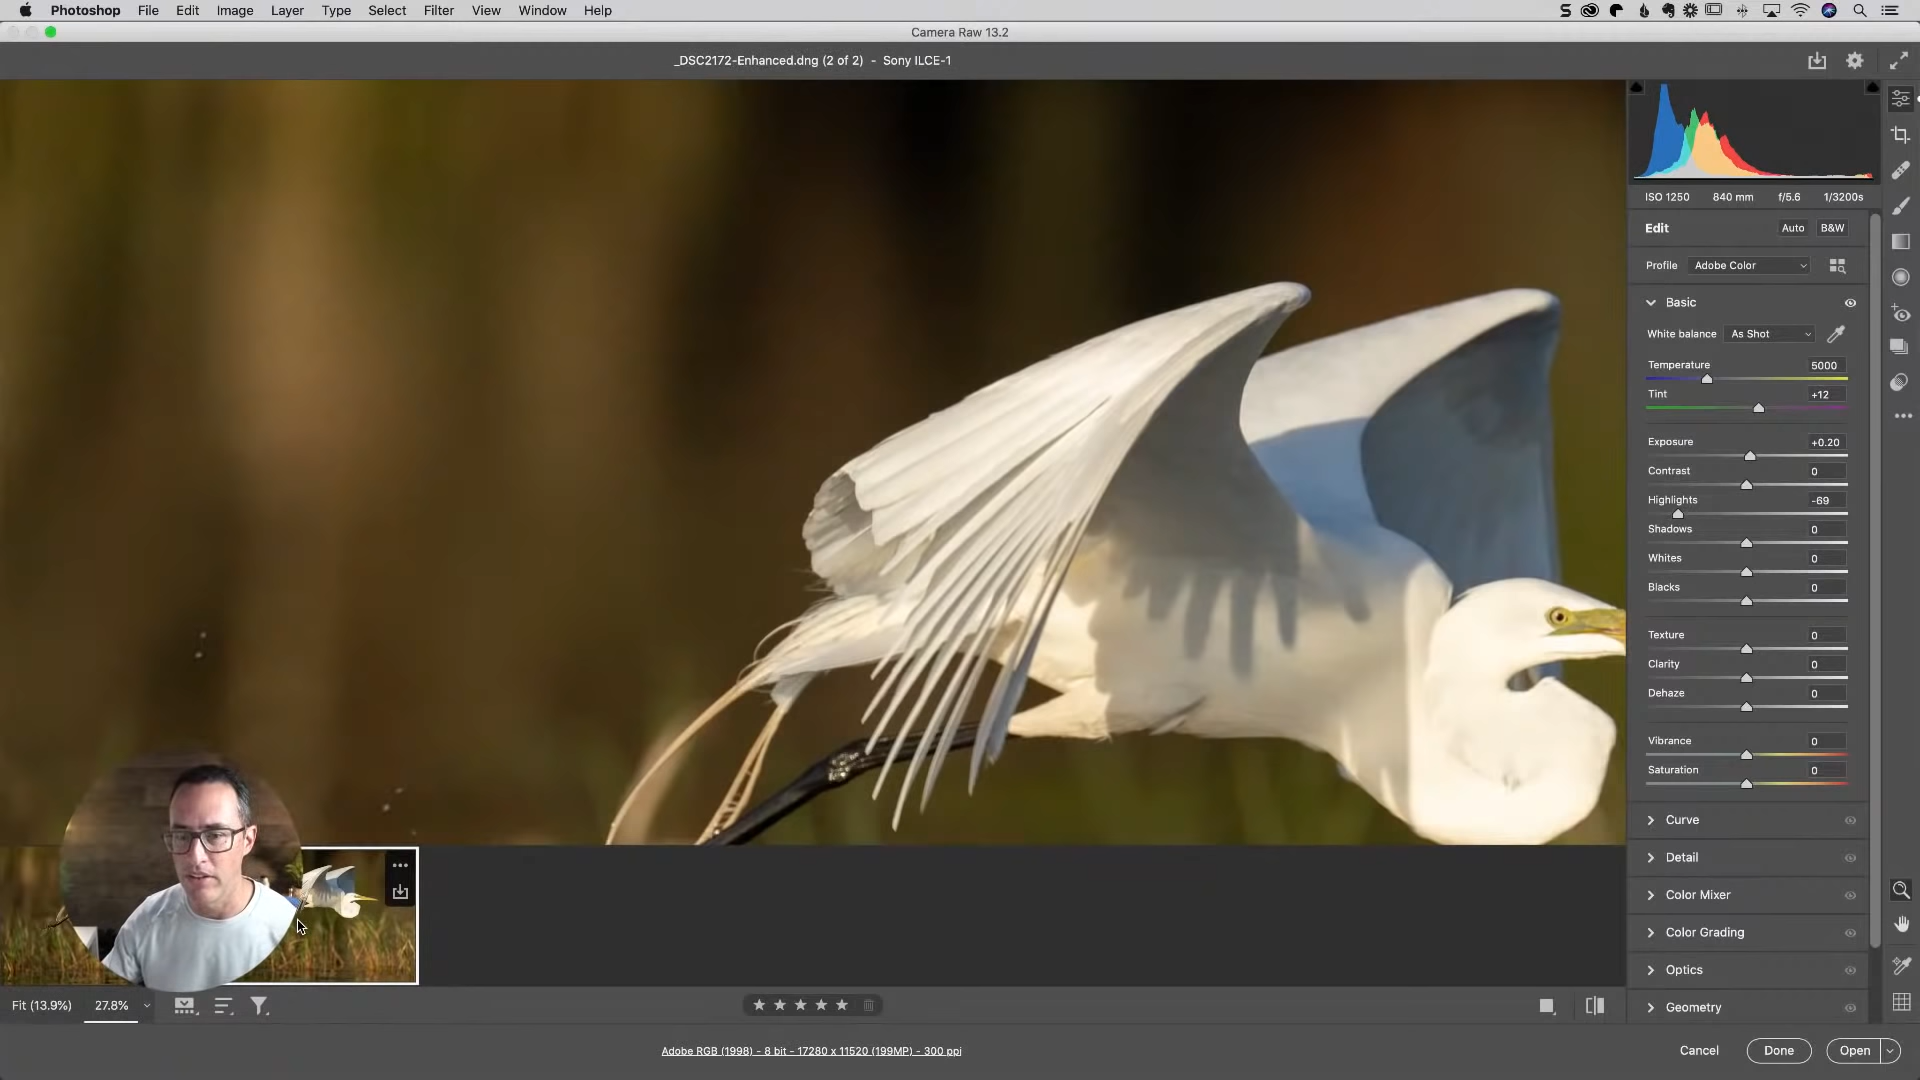 Photoshop File Edit Image Layer Type Select Filter View Window Help
Camera Raw 13.2
_DSC2172-Enhanced.dng (2 of 2) - Sony ILCE-1
ISO 1250 840 mm f/5.6 1/3200s
Edit Auto B&W
Profile Adobe Color
Basic
White balance As Shot
Temperature 5000
Tint +12
Exposure +0.20
Contrast 0
Highlights -69
Shadows 0
Whites 0
Blacks 0
Texture 0
Clarity 0
Dehaze 0
Vibrance 0
Saturation 0
Curve
Detail
Color Mixer
Color Grading
Optics
Geometry
Fit (13.9%) 27.8%
Adobe RGB (1998) - 8 bit - 17280 x 11520 (199MP) - 300 ppi
Cancel Done Open